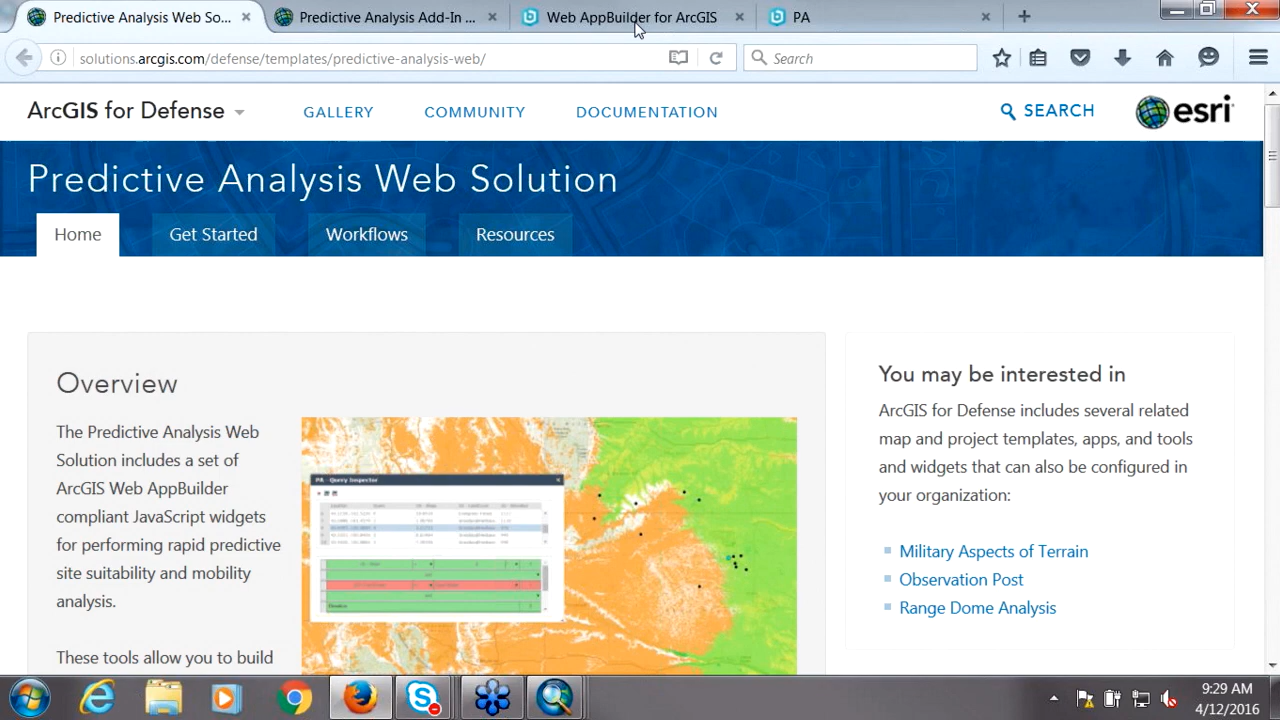 Predictive Analysis Web So...
Predictive Analysis Add-In ...
Web AppBuilder for ArcGIS
PA
solutions.arcgis.com/defense/templates/predictive-analysis-web/
Search
ArcGIS for Defense
GALLERY
COMMUNITY
DOCUMENTATION
SEARCH
esri
Predictive Analysis Web Solution
Home
Get Started
Workflows
Resources
Overview
The Predictive Analysis Web
Solution includes a set of
ArcGIS Web AppBuilder
compliant JavaScript widgets
for performing rapid predictive
site suitability and mobility
analysis.
These tools allow you to build
PA - Query Inspector
You may be interested in
ArcGIS for Defense includes several related
map and project templates, apps, and tools
and widgets that can also be configured in
your organization:
Military Aspects of Terrain
Observation Post
Range Dome Analysis
9:29 AM
4/12/2016